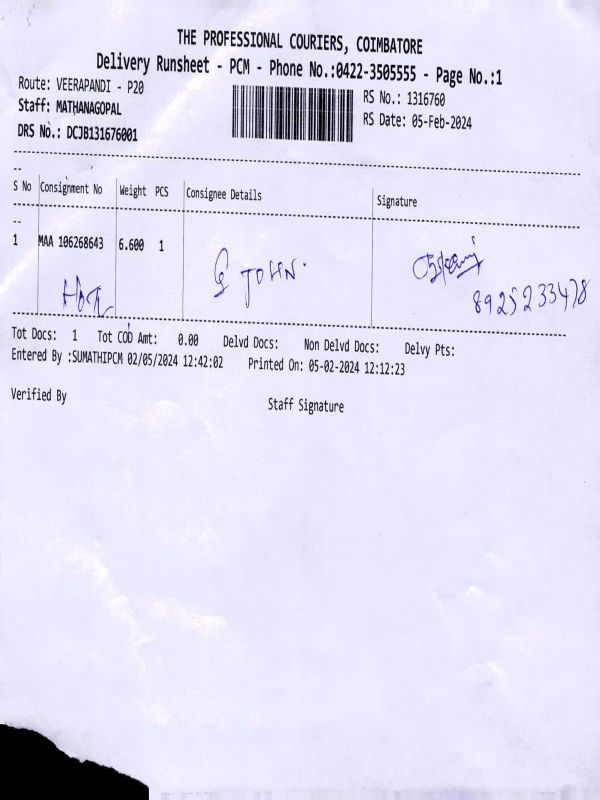 THE PROFESSIONAL COURIERS, COIMBATORE
Delivery Runsheet - PCM - Phone No.:0422-3505555 - Page No.:1
Route: VEERAPANDI - P20
RS No.: 1316760
Staff: MATHANAGOPAL
RS Date: 05-Feb-2024
DRS No.: DCJB131676001
S No Consignment No Weight PCS Consignee Details Signature
1 MAA 106268643 6.600 1
JOHN.
8925233478
Tot Docs: 1 Tot COD Amt: 0.00 Delvd Docs: Non Delvd Docs: Delvy Pts:
Entered By :SUMATHIPCM 02/05/2024 12:42:02 Printed On: 05-02-2024 12:12:23
Verified By
Staff Signature